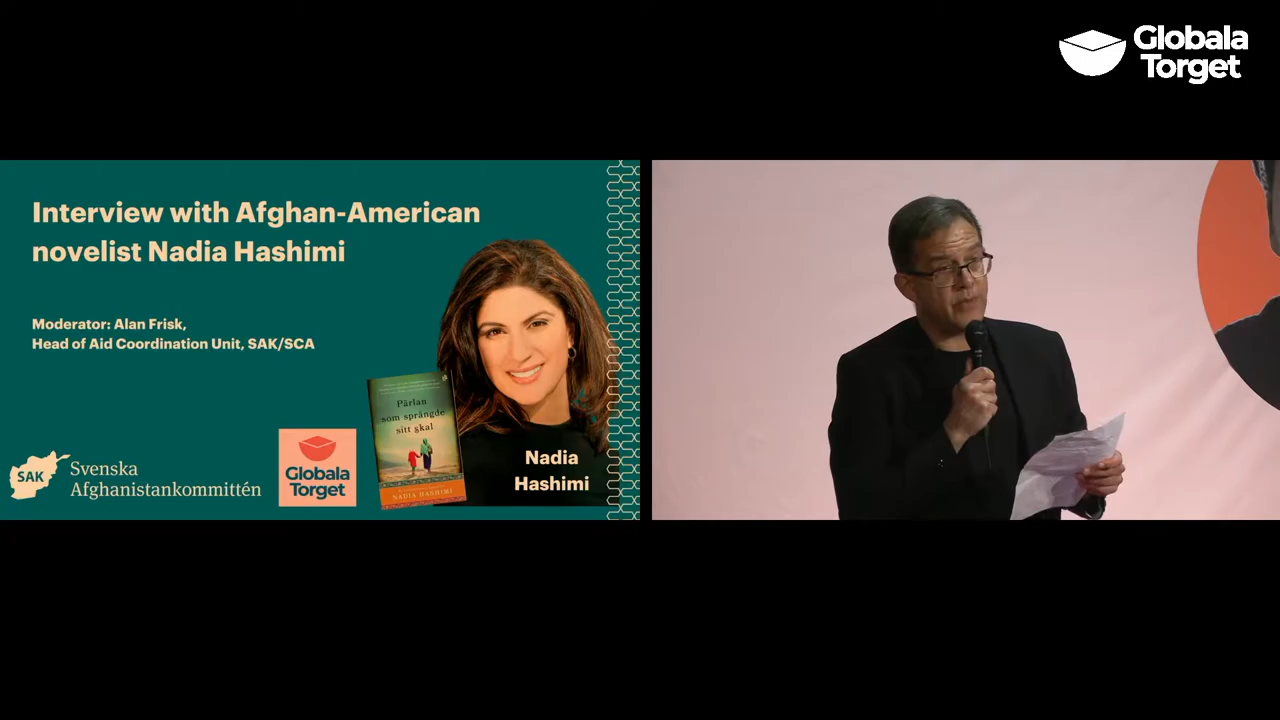 Globala
Torget
Interview with Afghan-American
novelist Nadia Hashimi
Moderator: Alan Frisk,
Head of Aid Coordination Unit, SAK/SCA
Pärlan
som sprängde
sitt skal
NADIA HASHIMI
Nadia
Hashimi
SAK
Svenska
Afghanistankommittén
Globala
Torget